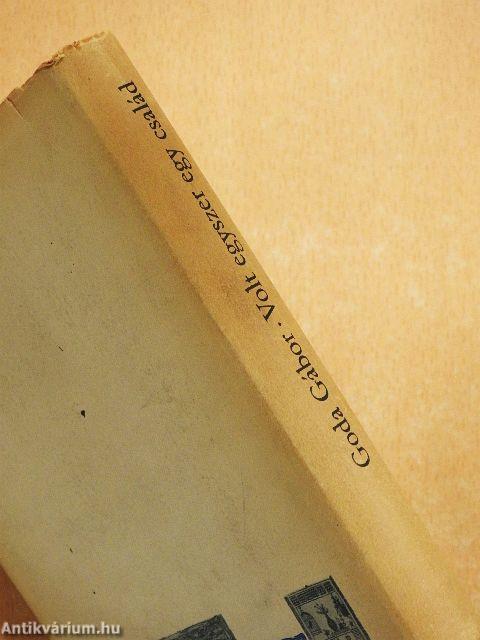 Goda Gábor · Volt egyszer egy család
Antikvárium.hu